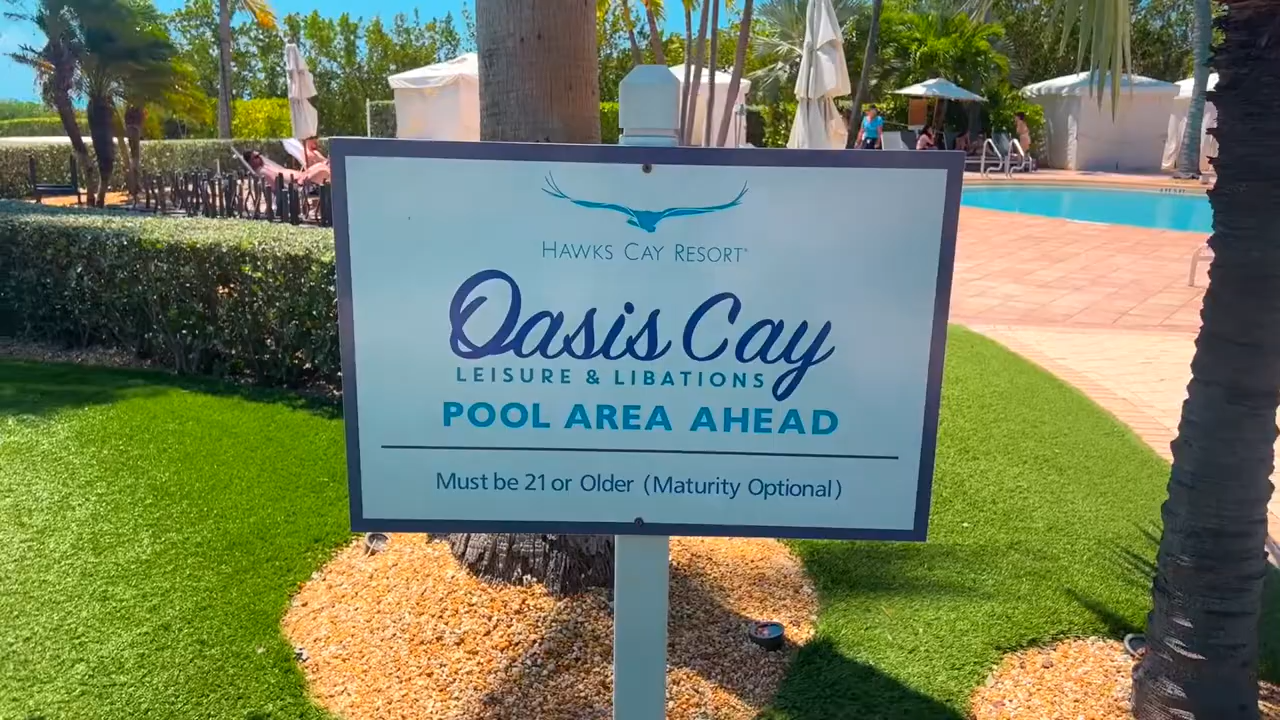 HAWKS CAY RESORT®
Oasis Cay
LEISURE & LIBATIONS
POOL AREA AHEAD
Must be 21 or Older (Maturity Optional)